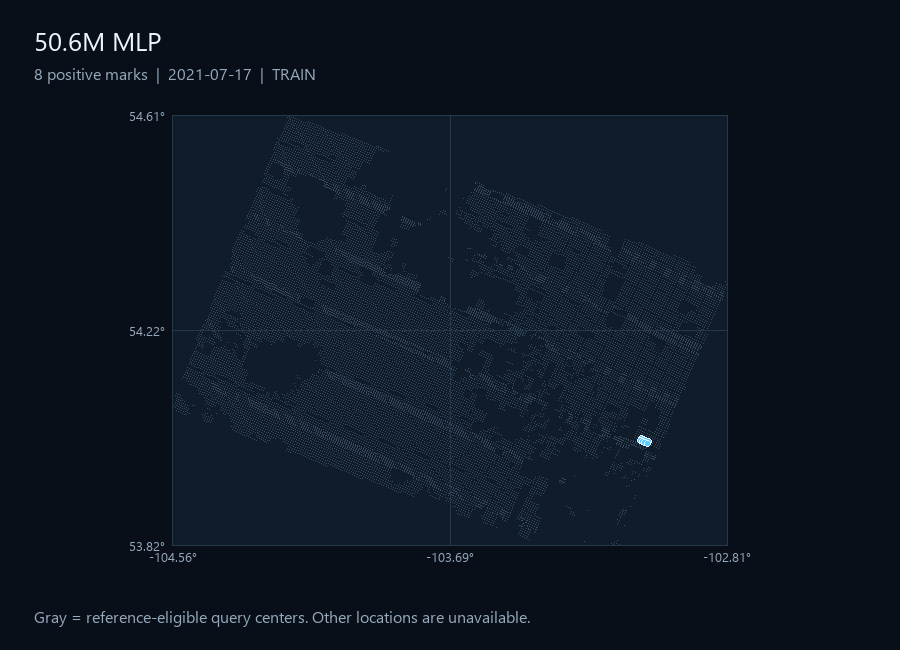 50.6M MLP
8 positive marks | 2021-07-17 | TRAIN
54.61°
54.22°
53.82°
-104.56°
-103.69°
-102.81°
Gray = reference-eligible query centers. Other locations are unavailable.